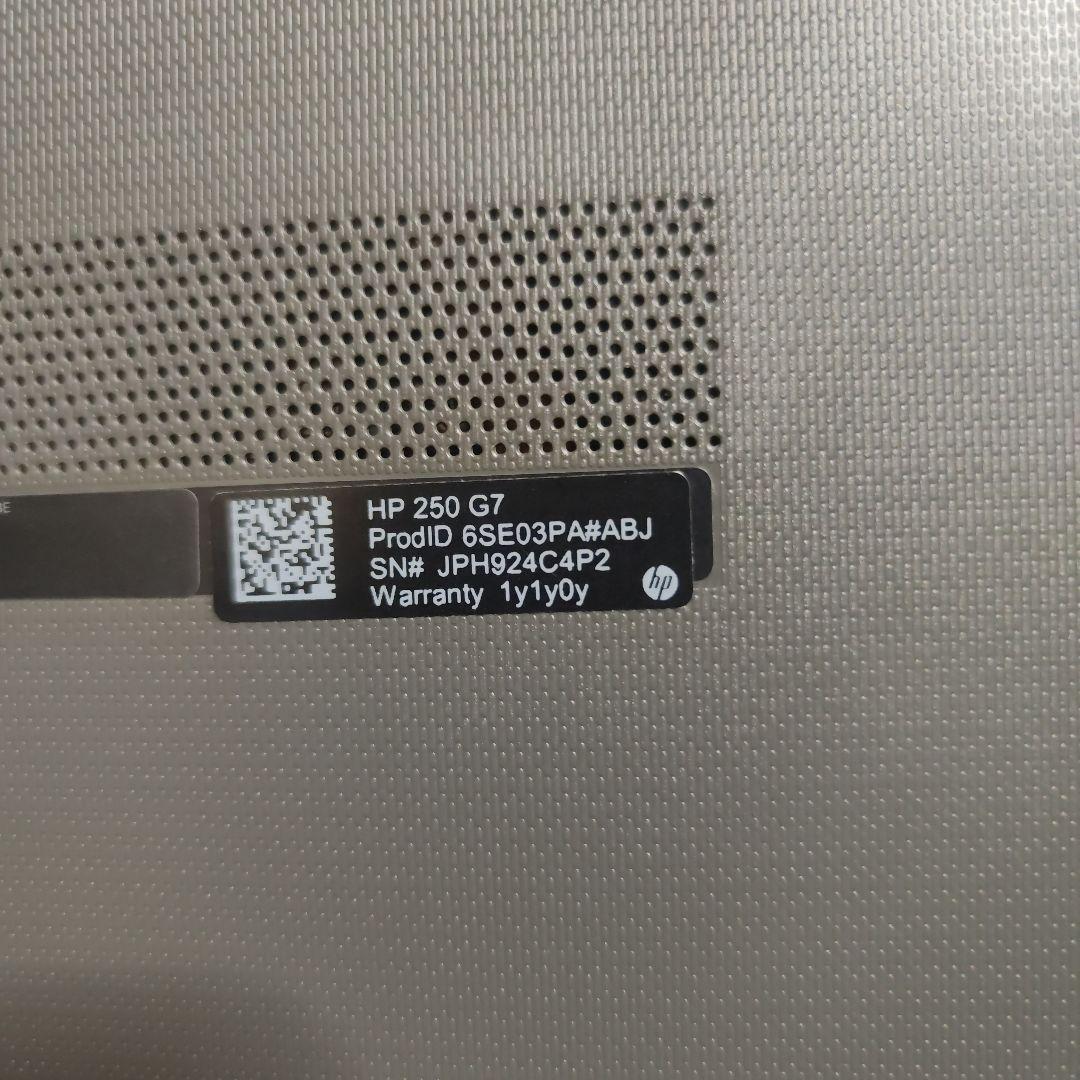 HP 250 G7
ProdID 6SE03PA#ABJ
SN# JPH924C4P2
Warranty 1y1y0y
hp